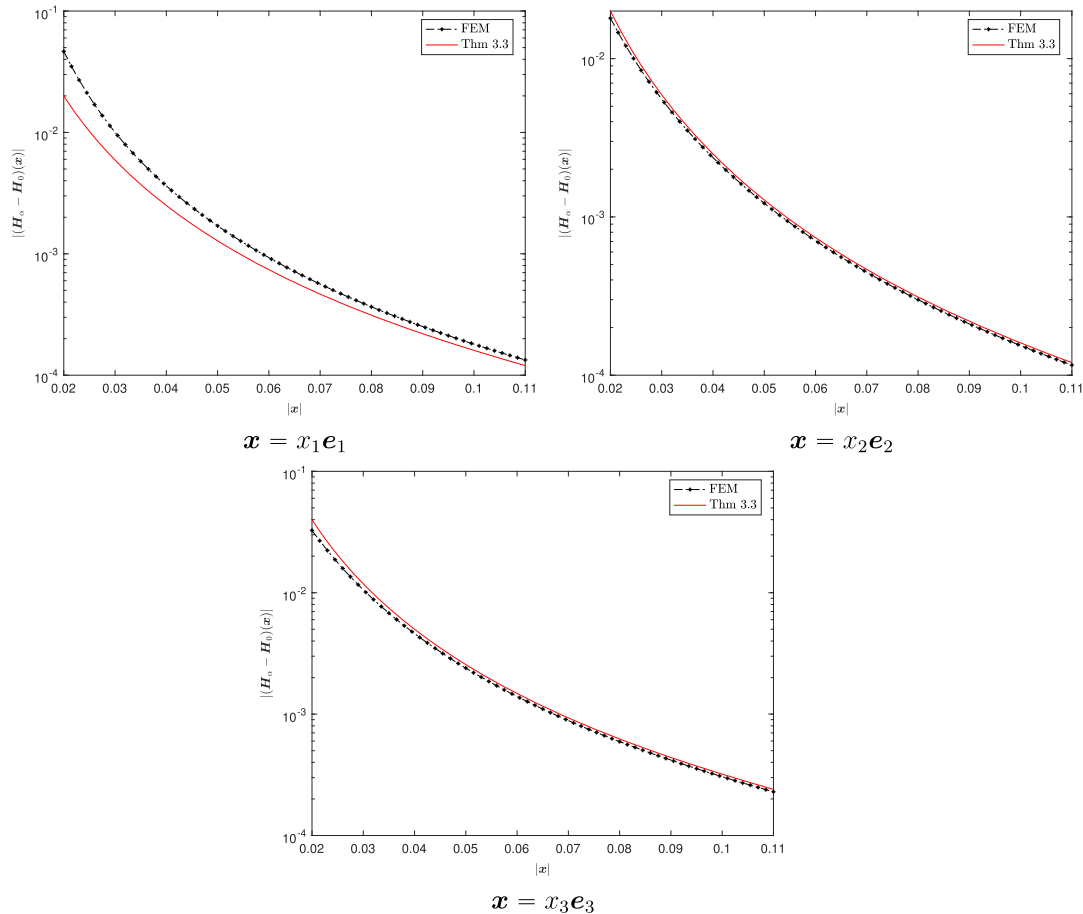 10^-1
10^-2
10^-3
10^-4
|(H_α − H_0)(x)|
FEM
Thm 3.3
0.02 0.03 0.04 0.05 0.06 0.07 0.08 0.09 0.1 0.11
|x|
x = x_1e_1
10^-2
10^-3
10^-4
|(H_α − H_0)(x)|
FEM
Thm 3.3
0.02 0.03 0.04 0.05 0.06 0.07 0.08 0.09 0.1 0.11
|x|
x = x_2e_2
10^-1
10^-2
10^-3
10^-4
|(H_α − H_0)(x)|
FEM
Thm 3.3
0.02 0.03 0.04 0.05 0.06 0.07 0.08 0.09 0.1 0.11
|x|
x = x_3e_3